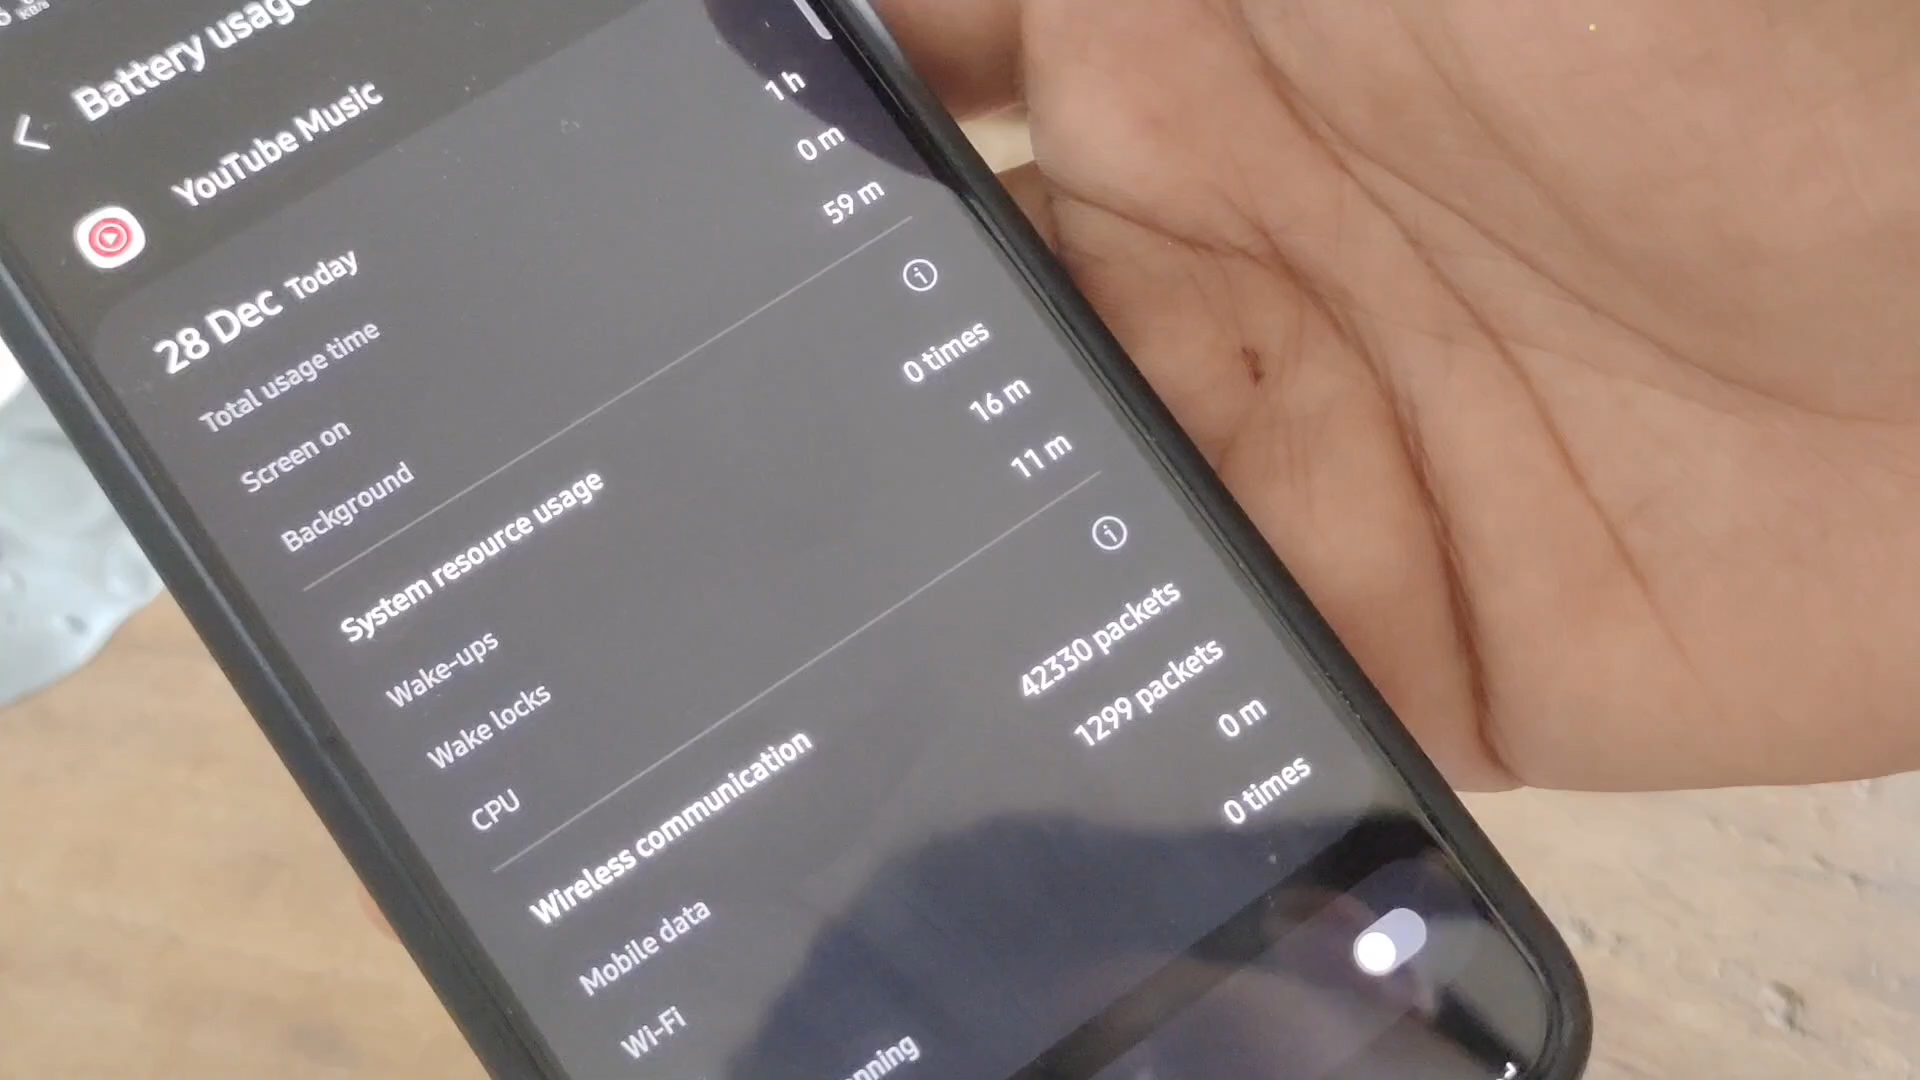 KB/s
Battery usage
YouTube Music
28 Dec Today
Total usage time 1 h
Screen on 0 m
Background 59 m
System resource usage
Wake-ups 0 times
Wake locks 16 m
CPU 11 m
Wireless communication
Mobile data 42330 packets
Wi-Fi 1299 packets
0 m
0 times